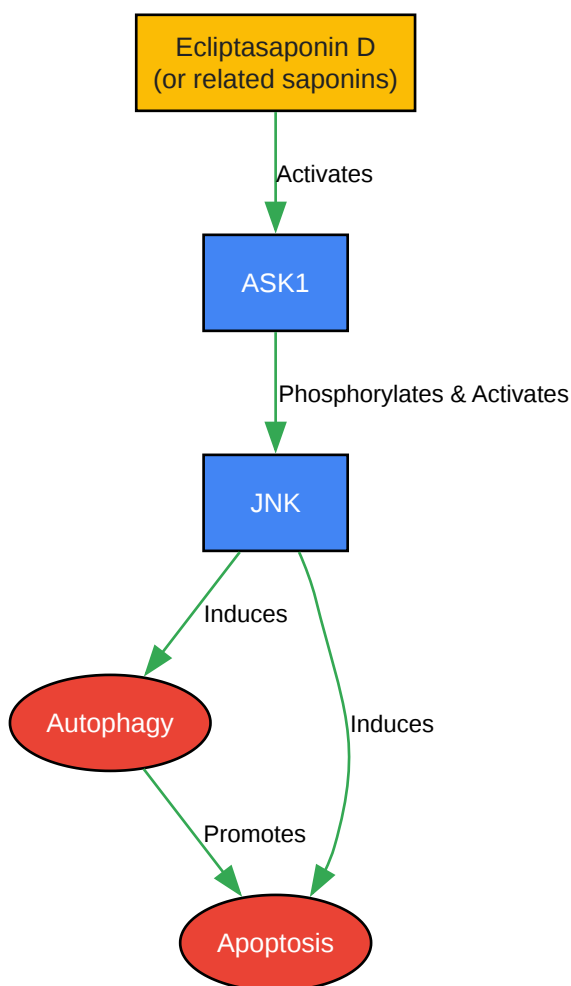 Ecliptasaponin D
(or related saponins)
Activates
ASK1
Phosphorylates & Activates
JNK
Induces
Autophagy
Induces
Promotes
Apoptosis